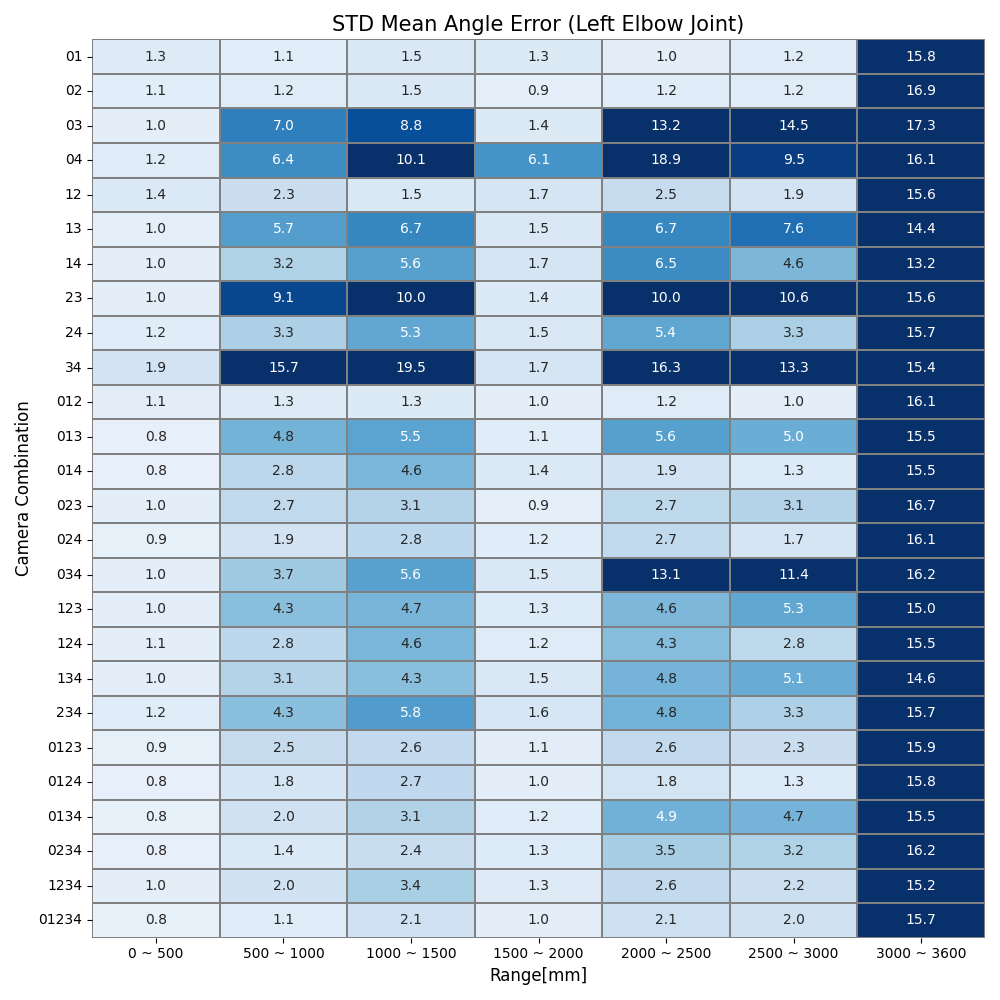 STD Mean Angle Error (Left Elbow Joint)
Camera Combination
01 1.3 1.1 1.5 1.3 1.0 1.2 15.8
02 1.1 1.2 1.5 0.9 1.2 1.2 16.9
03 1.0 7.0 8.8 1.4 13.2 14.5 17.3
04 1.2 6.4 10.1 6.1 18.9 9.5 16.1
12 1.4 2.3 1.5 1.7 2.5 1.9 15.6
13 1.0 5.7 6.7 1.5 6.7 7.6 14.4
14 1.0 3.2 5.6 1.7 6.5 4.6 13.2
23 1.0 9.1 10.0 1.4 10.0 10.6 15.6
24 1.2 3.3 5.3 1.5 5.4 3.3 15.7
34 1.9 15.7 19.5 1.7 16.3 13.3 15.4
012 1.1 1.3 1.3 1.0 1.2 1.0 16.1
013 0.8 4.8 5.5 1.1 5.6 5.0 15.5
014 0.8 2.8 4.6 1.4 1.9 1.3 15.5
023 1.0 2.7 3.1 0.9 2.7 3.1 16.7
024 0.9 1.9 2.8 1.2 2.7 1.7 16.1
034 1.0 3.7 5.6 1.5 13.1 11.4 16.2
123 1.0 4.3 4.7 1.3 4.6 5.3 15.0
124 1.1 2.8 4.6 1.2 4.3 2.8 15.5
134 1.0 3.1 4.3 1.5 4.8 5.1 14.6
234 1.2 4.3 5.8 1.6 4.8 3.3 15.7
0123 0.9 2.5 2.6 1.1 2.6 2.3 15.9
0124 0.8 1.8 2.7 1.0 1.8 1.3 15.8
0134 0.8 2.0 3.1 1.2 4.9 4.7 15.5
0234 0.8 1.4 2.4 1.3 3.5 3.2 16.2
1234 1.0 2.0 3.4 1.3 2.6 2.2 15.2
01234 0.8 1.1 2.1 1.0 2.1 2.0 15.7
0 ~ 500 500 ~ 1000 1000 ~ 1500 1500 ~ 2000 2000 ~ 2500 2500 ~ 3000 3000 ~ 3600
Range[mm]